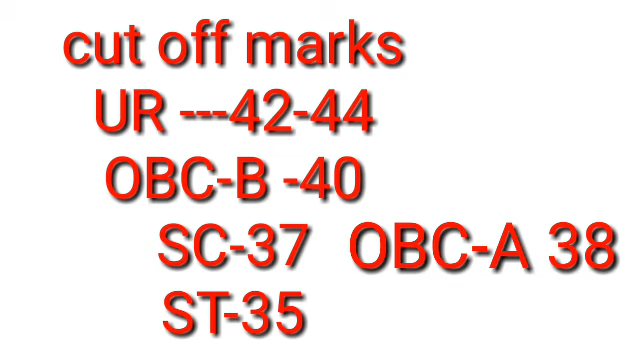 cut off marks
UR ---42-44
OBC-B -40
SC-37 OBC-A 38
ST-35